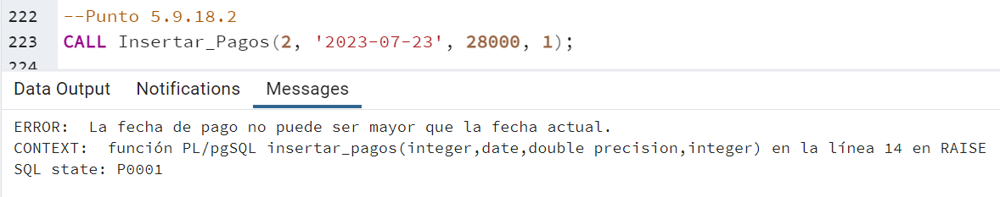 222 --Punto 5.9.18.2
223 CALL Insertar_Pagos(2, '2023-07-23', 28000, 1);
224
Data Output Notifications Messages
ERROR:  La fecha de pago no puede ser mayor que la fecha actual.
CONTEXT:  función PL/pgSQL insertar_pagos(integer,date,double precision,integer) en la línea 14 en RAISE
SQL state: P0001